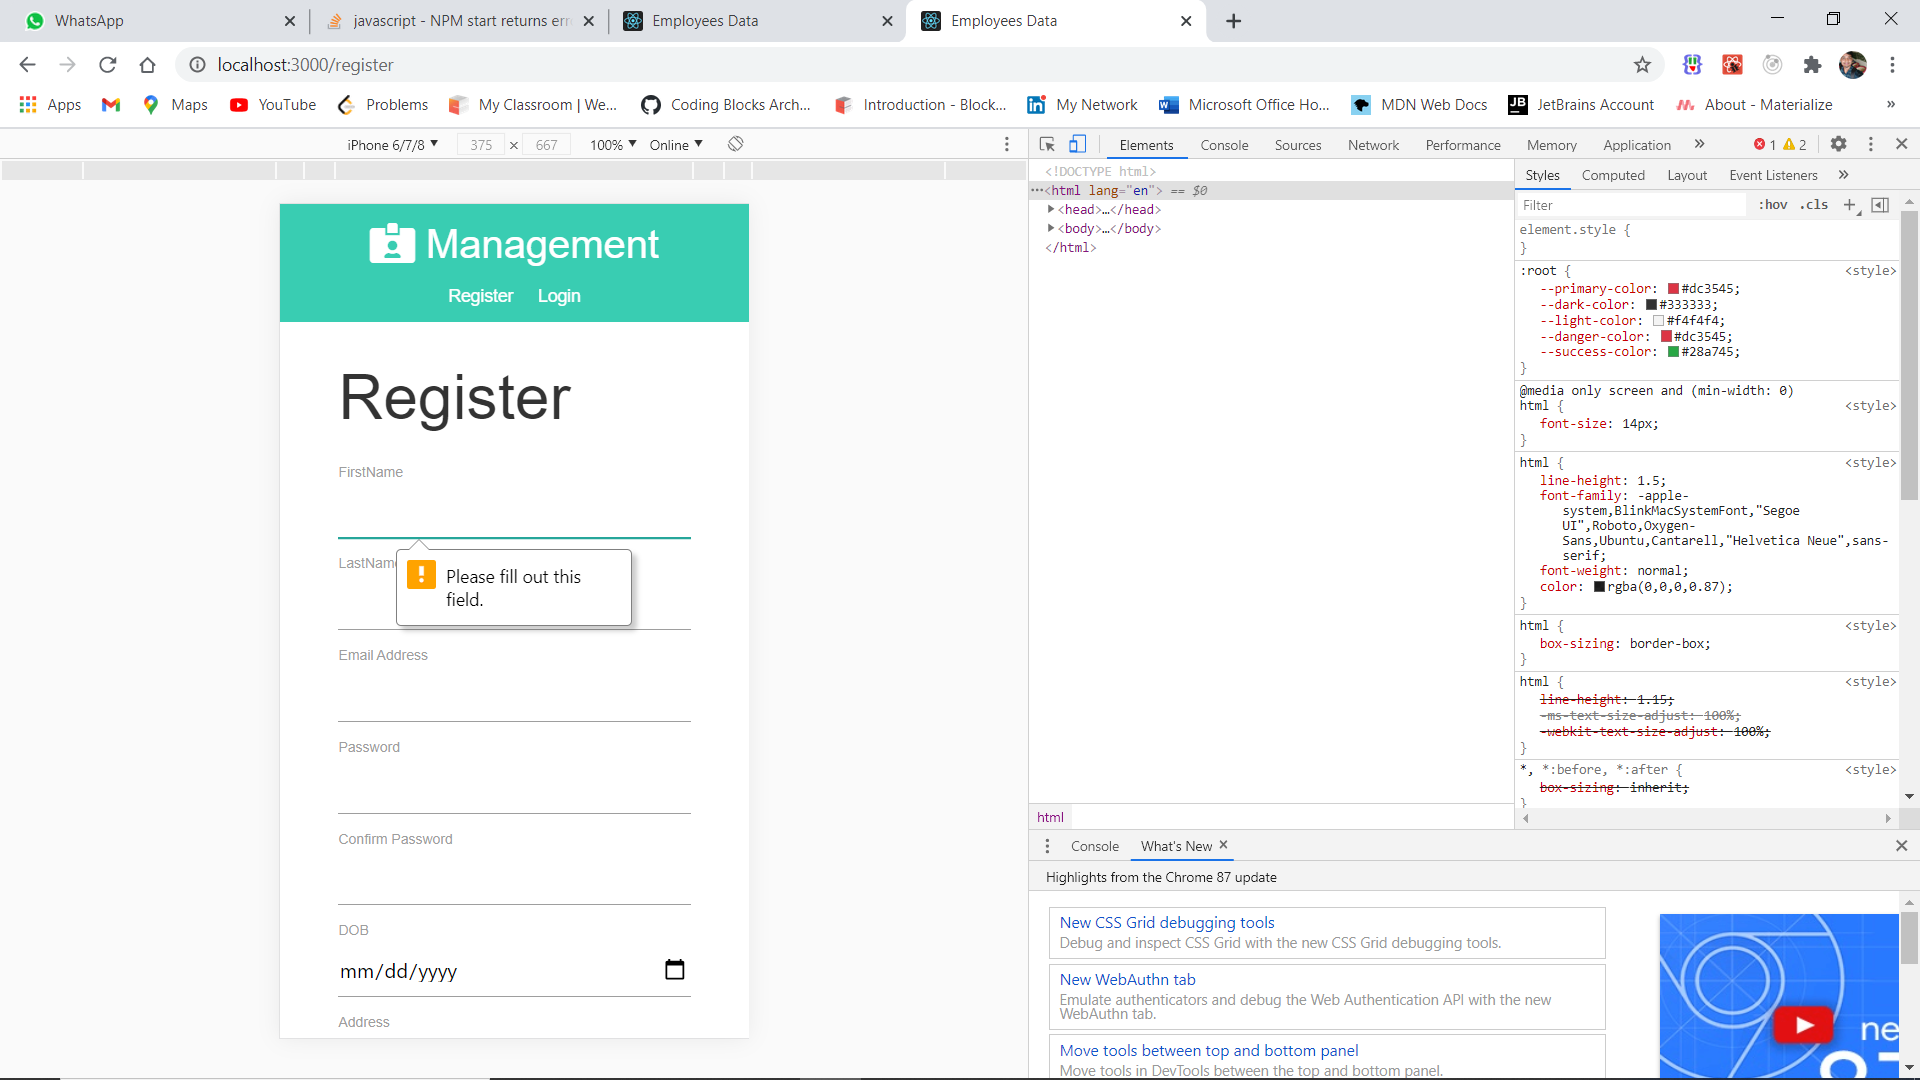 WhatsApp
javascript - NPM start returns err
Employees Data
Employees Data
localhost:3000/register
Apps
Maps
YouTube
Problems
My Classroom | We...
Coding Blocks Arch...
Introduction - Block...
My Network
Microsoft Office Ho...
MDN Web Docs
JetBrains Account
About - Materialize
»
iPhone 6/7/8 375 × 667 100% Online
Elements Console Sources Network Performance Memory Application » 1 2
<!DOCTYPE html>
...<html lang="en"> == $0
<head>…</head>
<body>…</body>
</html>
Styles Computed Layout Event Listeners »
Filter :hov .cls +
element.style {
}
:root { <style>
--primary-color: #dc3545;
--dark-color: #333333;
--light-color: #f4f4f4;
--danger-color: #dc3545;
--success-color: #28a745;
}
@media only screen and (min-width: 0)
html { <style>
font-size: 14px;
}
html { <style>
line-height: 1.5;
font-family: -apple-
system,BlinkMacSystemFont,"Segoe
UI",Roboto,Oxygen-
Sans,Ubuntu,Cantarell,"Helvetica Neue",sans-
serif;
font-weight: normal;
color: rgba(0,0,0,0.87);
}
html { <style>
box-sizing: border-box;
}
html { <style>
line-height: 1.15;
-ms-text-size-adjust: 100%;
-webkit-text-size-adjust: 100%;
}
*, *:before, *:after { <style>
box-sizing: inherit;
}
Management
Register Login
Register
FirstName
LastName
Please fill out this
field.
Email Address
Password
Confirm Password
DOB
mm/dd/yyyy
Address
html
Console What's New
Highlights from the Chrome 87 update
New CSS Grid debugging tools
Debug and inspect CSS Grid with the new CSS Grid debugging tools.
New WebAuthn tab
Emulate authenticators and debug the Web Authentication API with the new
WebAuthn tab.
Move tools between top and bottom panel
Move tools in DevTools between the top and bottom panel.
ne